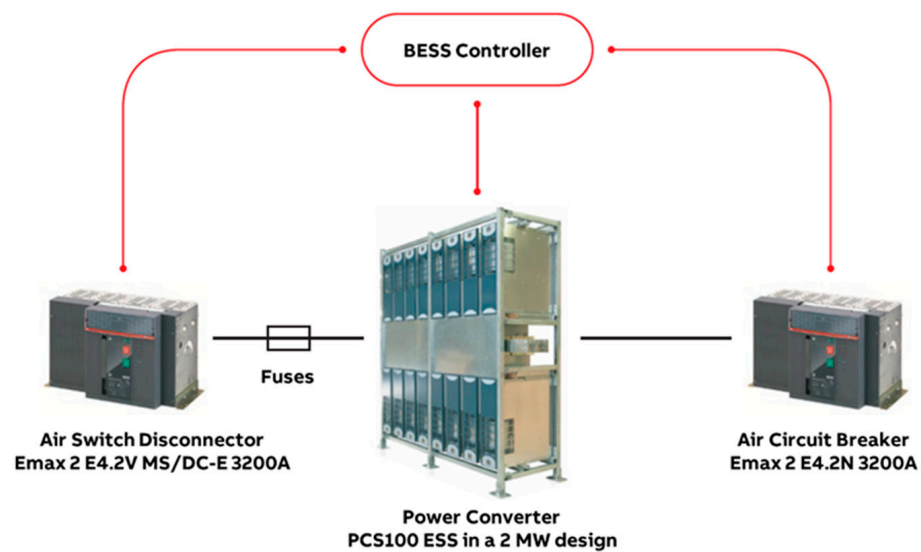 BESS Controller
Fuses
Air Switch Disconnector
Emax 2 E4.2V MS/DC-E 3200A
Air Circuit Breaker
Emax 2 E4.2N 3200A
Power Converter
PCS100 ESS in a 2 MW design